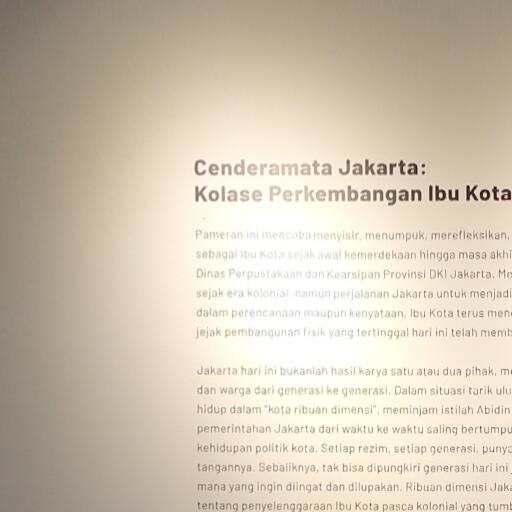 Cenderamata Jakarta:
Kolase Perkembangan Ibu Kota
Pameran ini mencoba menyisir, menumpuk, merefleksikan,
sebagai Ibu Kota sejak awal kemerdekaan hingga masa akhi
Dinas Perpustakaan dan Kearsipan Provinsi DKI Jakarta. Me
sejak era kolonial, namun perjalanan Jakarta untuk menjadi
dalam perencanaan maupun kenyataan. Ibu Kota terus men
jejak pembangunan fisik yang tertinggal hari ini telah memb
Jakarta hari ini bukanlah hasil karya satu atau dua pihak, m
dan warga dari generasi ke generasi. Dalam situasi tarik ulu
hidup dalam "kota ribuan dimensi", meminjam istilah Abidin
pemerintahan Jakarta dari waktu ke waktu saling bertumpu
kehidupan politik kota. Setiap rezim, setiap generasi, puny
tangannya. Sebaliknya, tak bisa dipungkiri generasi hari ini
mana yang ingin diingat dan dilupakan. Ribuan dimensi Jak
tentang penyelenggaraan Ibu Kota pasca kolonial yang tum